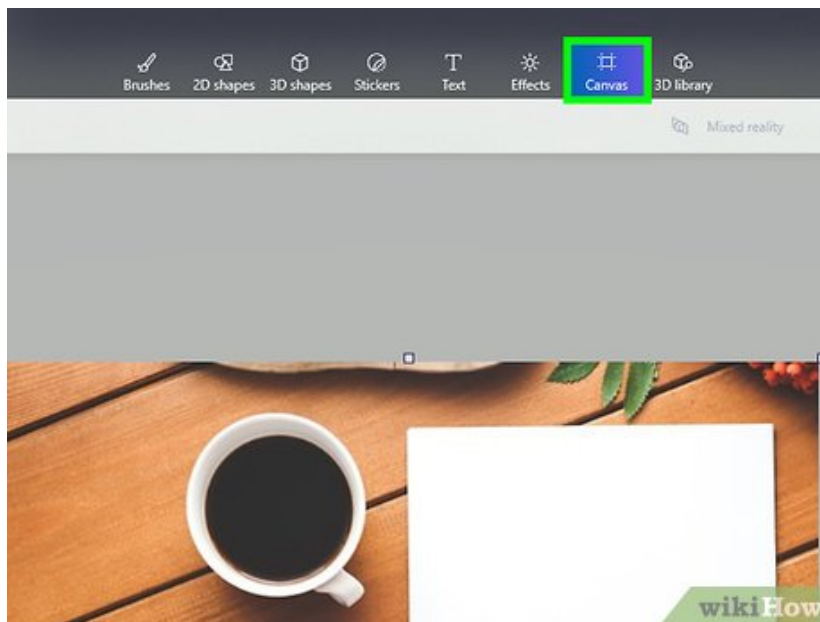 Brushes 2D shapes 3D shapes Stickers Text Effects Canvas 3D library
Mixed reality
wikiHow